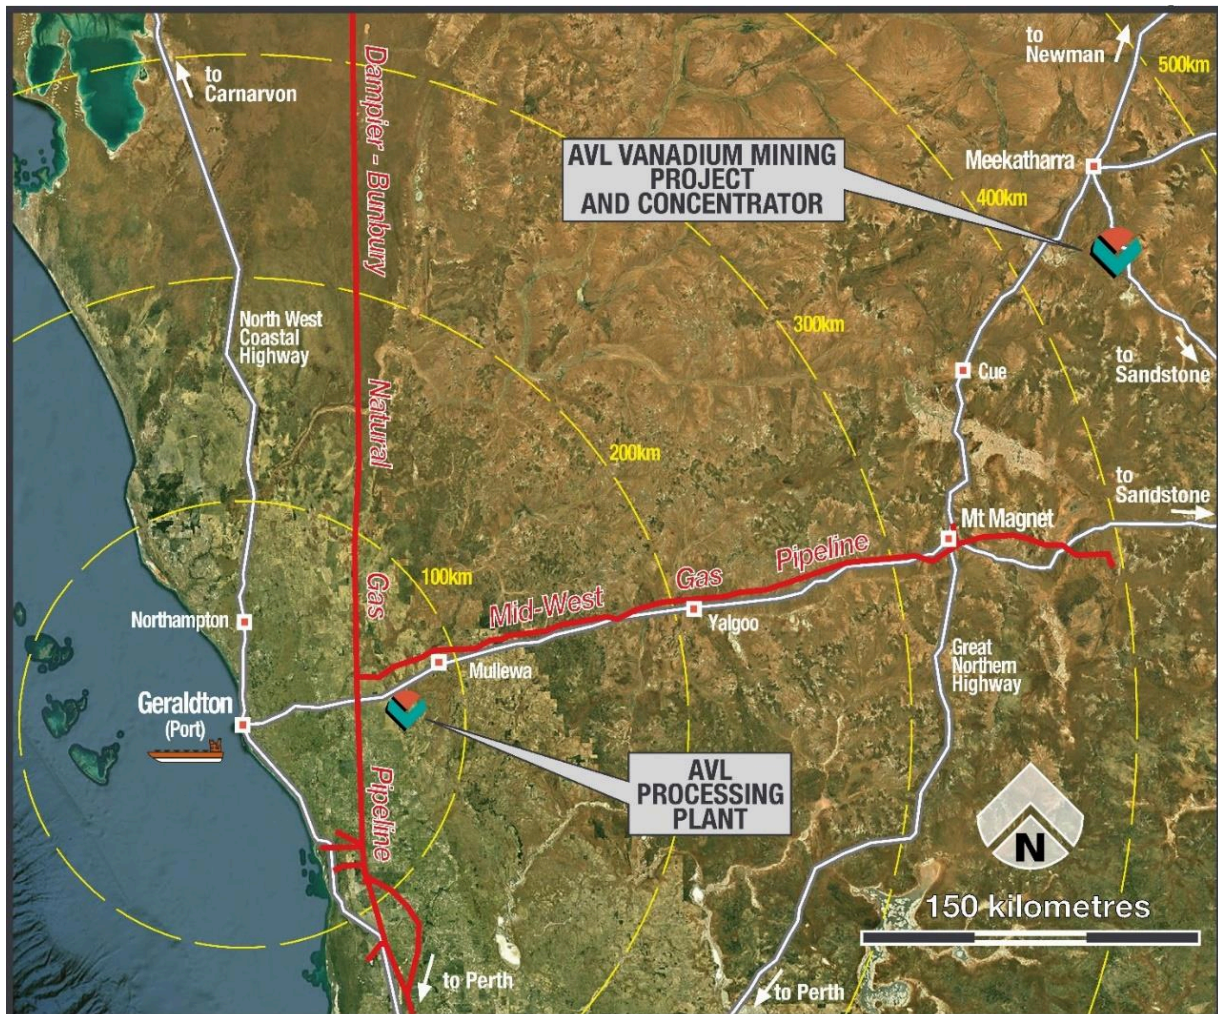 to
Carnarvon
Dampier - Bunbury
Natural
Gas
Pipeline
to
Newman
500km
AVL VANADIUM MINING
PROJECT
AND CONCENTRATOR
Meekatharra
400km
North West
Coastal
Highway
300km
Cue
to
Sandstone
200km
to
Sandstone
Mt Magnet
100km
Mid-West
Gas
Pipeline
Northampton
Yalgoo
Mullewa
Great
Northern
Highway
Geraldton
(Port)
AVL
PROCESSING
PLANT
N
150 kilometres
to Perth
to Perth